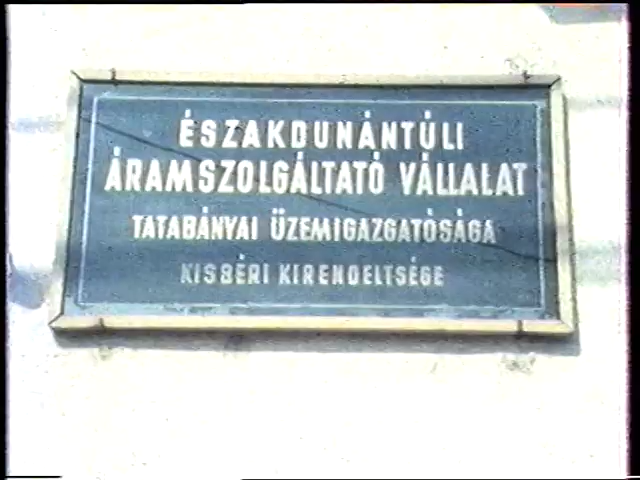 ÉSZAKDUNÁNTÚLI
ÁRAMSZOLGÁLTATÓ VÁLLALAT
TATABÁNYAI ÜZEMIGAZGATÓSÁGA
KISBÉRI KIRENDELTSÉGE